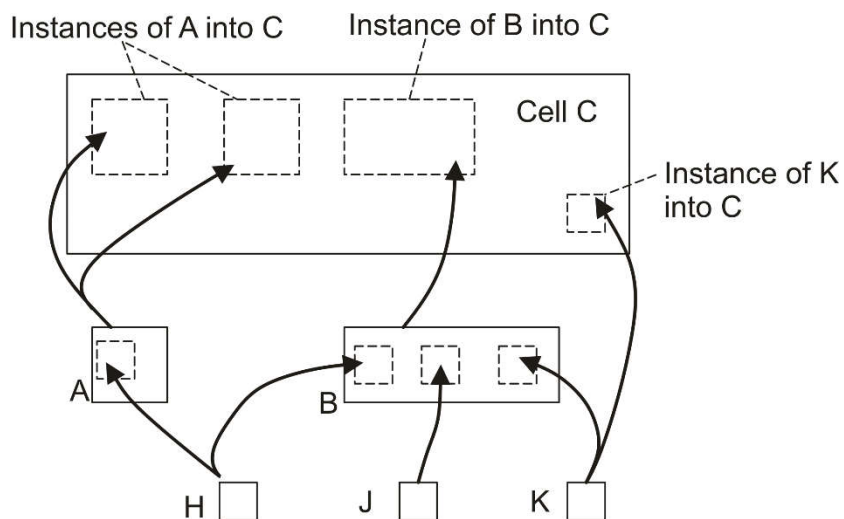 Instances of A into C
Instance of B into C
Cell C
Instance of K
into C
A
B
H
J
K